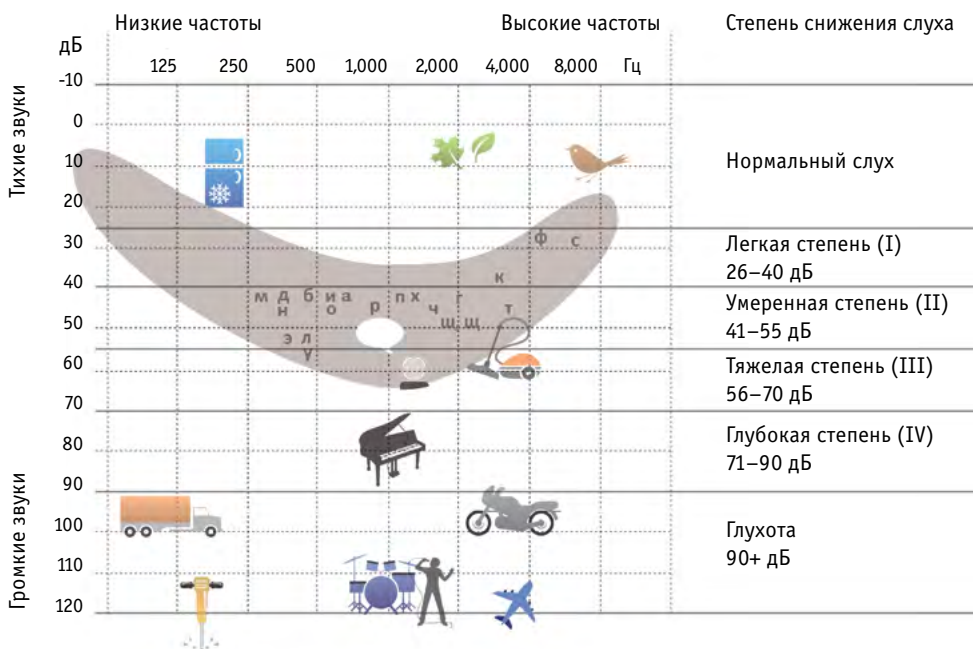 Низкие частоты Высокие частоты Степень снижения слуха
дБ
125 250 500 1,000 2,000 4,000 8,000 Гц
-10
Тихие звуки
0
10
Нормальный слух
20
ф с
30
Легкая степень (I)
26–40 дБ
к
40
м д б и а п х г
н о р ч т
Умеренная степень (II)
41–55 дБ
50
ш щ
э л
у
60
Тяжелая степень (III)
56–70 дБ
70
80
Глубокая степень (IV)
71–90 дБ
90
Громкие звуки
100
Глухота
90+ дБ
110
120